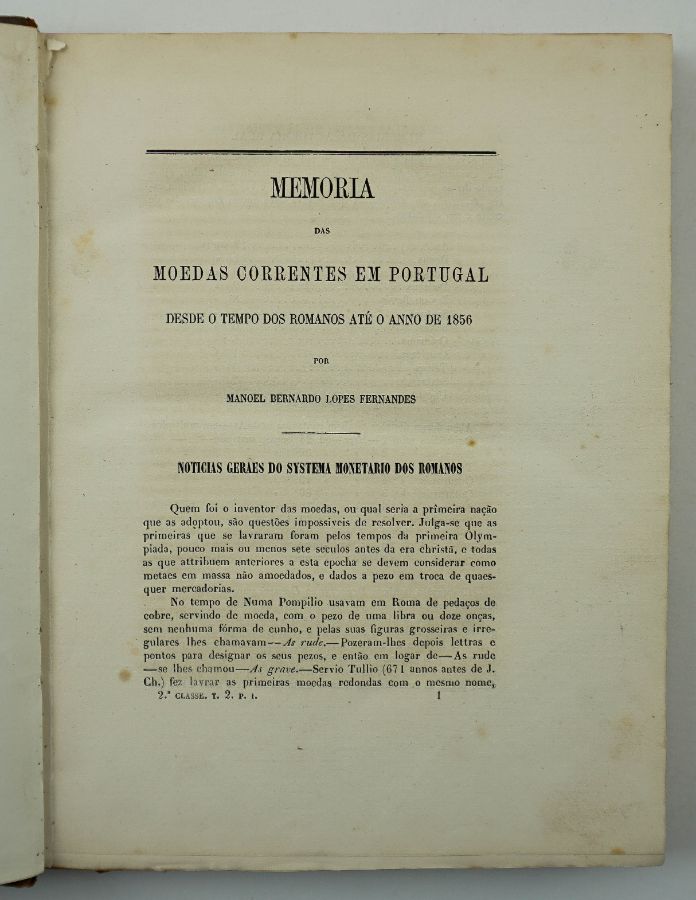 MEMORIA
DAS
MOEDAS CORRENTES EM PORTUGAL
DESDE O TEMPO DOS ROMANOS ATÉ O ANNO DE 1856
POR
MANOEL BERNARDO LOPES FERNANDES
NOTICIAS GERAES DO SYSTEMA MONETARIO DOS ROMANOS
Quem foi o inventor das moedas, ou qual seria a primeira nação
que as adoptou, são questões impossiveis de resolver. Julga-se que as
primeiras que se lavraram foram pelos tempos da primeira Olym-
piada, pouco mais ou menos sete seculos antes da era christã, e todas
as que attribuem anteriores a esta epocha se devem considerar como
metaes em massa não amoedados, e dados a pezo em troca de quaes-
quer mercadorias.
No tempo de Numa Pompilio usavam em Roma de pedaços de
cobre, servindo de moeda, com o pezo de uma libra ou doze onças,
sem nenhuma fórma de cunho, e pelas suas figuras grosseiras e irre-
gulares lhes chamavam—As rude.—Pozeram-lhes depois letras e
pontos para designar os seus pezos, e então em logar de—As rude
—se lhes chamou—As grave.—Servio Tullio (671 annos antes de J.
Ch.) fez lavrar as primeiras moedas redondas com o mesmo nome,
2.ª CLASSE. T. 2. P. I. 1